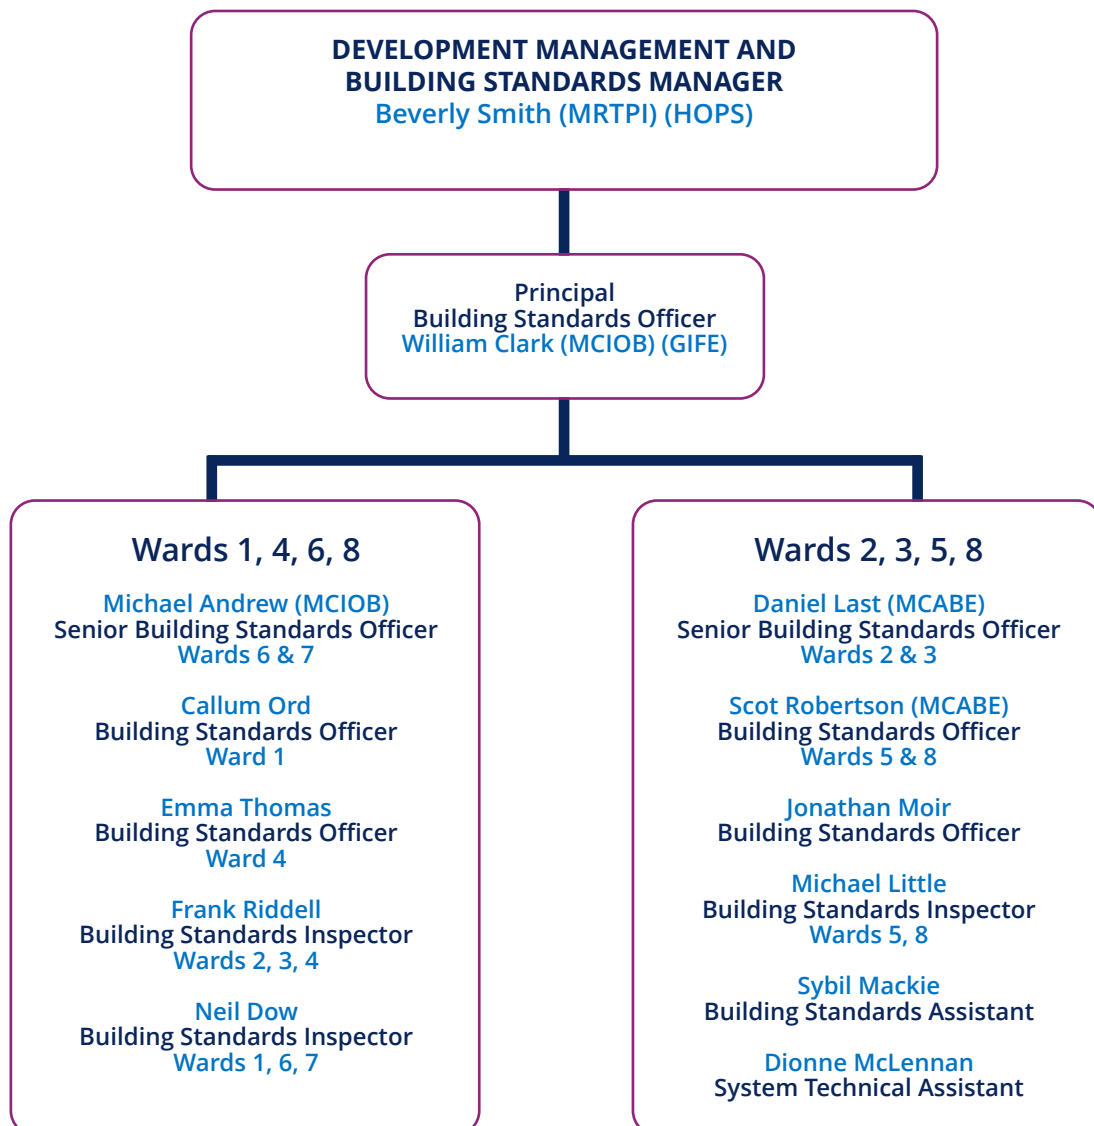 DEVELOPMENT MANAGEMENT AND
BUILDING STANDARDS MANAGER
Beverly Smith (MRTPI) (HOPS)
Principal
Building Standards Officer
William Clark (MCIOB) (GIFE)
Wards 1, 4, 6, 8
Michael Andrew (MCIOB)
Senior Building Standards Officer
Wards 6 & 7
Callum Ord
Building Standards Officer
Ward 1
Emma Thomas
Building Standards Officer
Ward 4
Frank Riddell
Building Standards Inspector
Wards 2, 3, 4
Neil Dow
Building Standards Inspector
Wards 1, 6, 7
Wards 2, 3, 5, 8
Daniel Last (MCABE)
Senior Building Standards Officer
Wards 2 & 3
Scot Robertson (MCABE)
Building Standards Officer
Wards 5 & 8
Jonathan Moir
Building Standards Officer
Michael Little
Building Standards Inspector
Wards 5, 8
Sybil Mackie
Building Standards Assistant
Dionne McLennan
System Technical Assistant